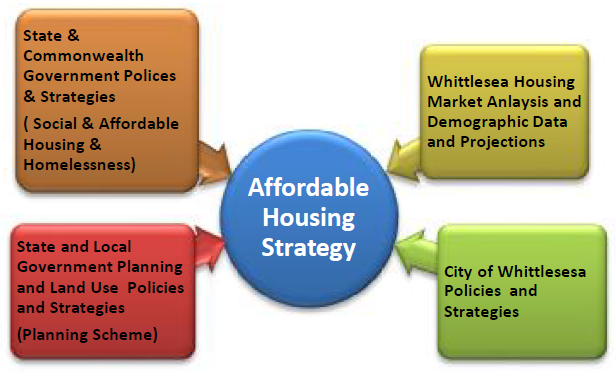 State &
Commonwealth
Government Polices
& Strategies
( Social & Affordable
Housing &
Homelessness)
Whittlesea Housing
Market Anlaysis and
Demographic Data
and Projections
Affordable
Housing
Strategy
State and Local
Government Planning
and Land Use Policies
and Strategies
(Planning Scheme)
City of Whittlesesa
Policies and
Strategies